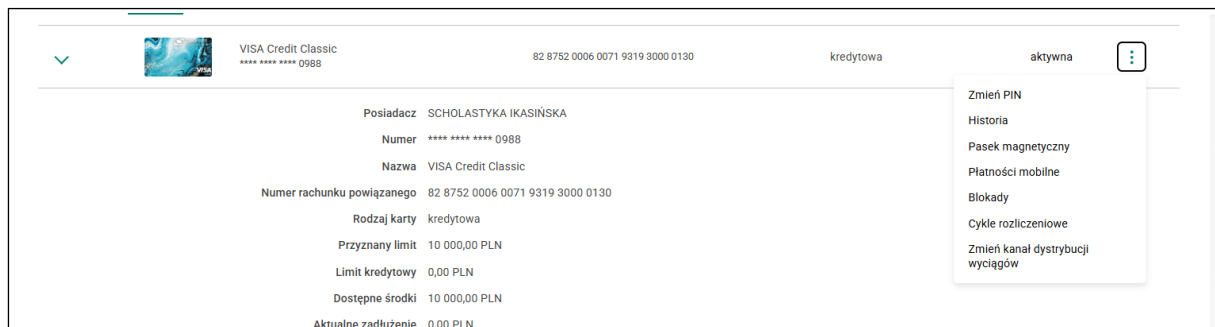 VISA Credit Classic
**** **** **** 0988
82 8752 0006 0071 9319 3000 0130
kredytowa
aktywna
VISA
Zmień PIN
Historia
Pasek magnetyczny
Płatności mobilne
Blokady
Cykle rozliczeniowe
Zmień kanał dystrybucji
wyciągów
Posiadacz SCHOLASTYKA IKASIŃSKA
Numer **** **** **** 0988
Nazwa VISA Credit Classic
Numer rachunku powiązanego 82 8752 0006 0071 9319 3000 0130
Rodzaj karty kredytowa
Przyznany limit 10 000,00 PLN
Limit kredytowy 0,00 PLN
Dostępne środki 10 000,00 PLN
Aktualne zadłużenie 0,00 PLN